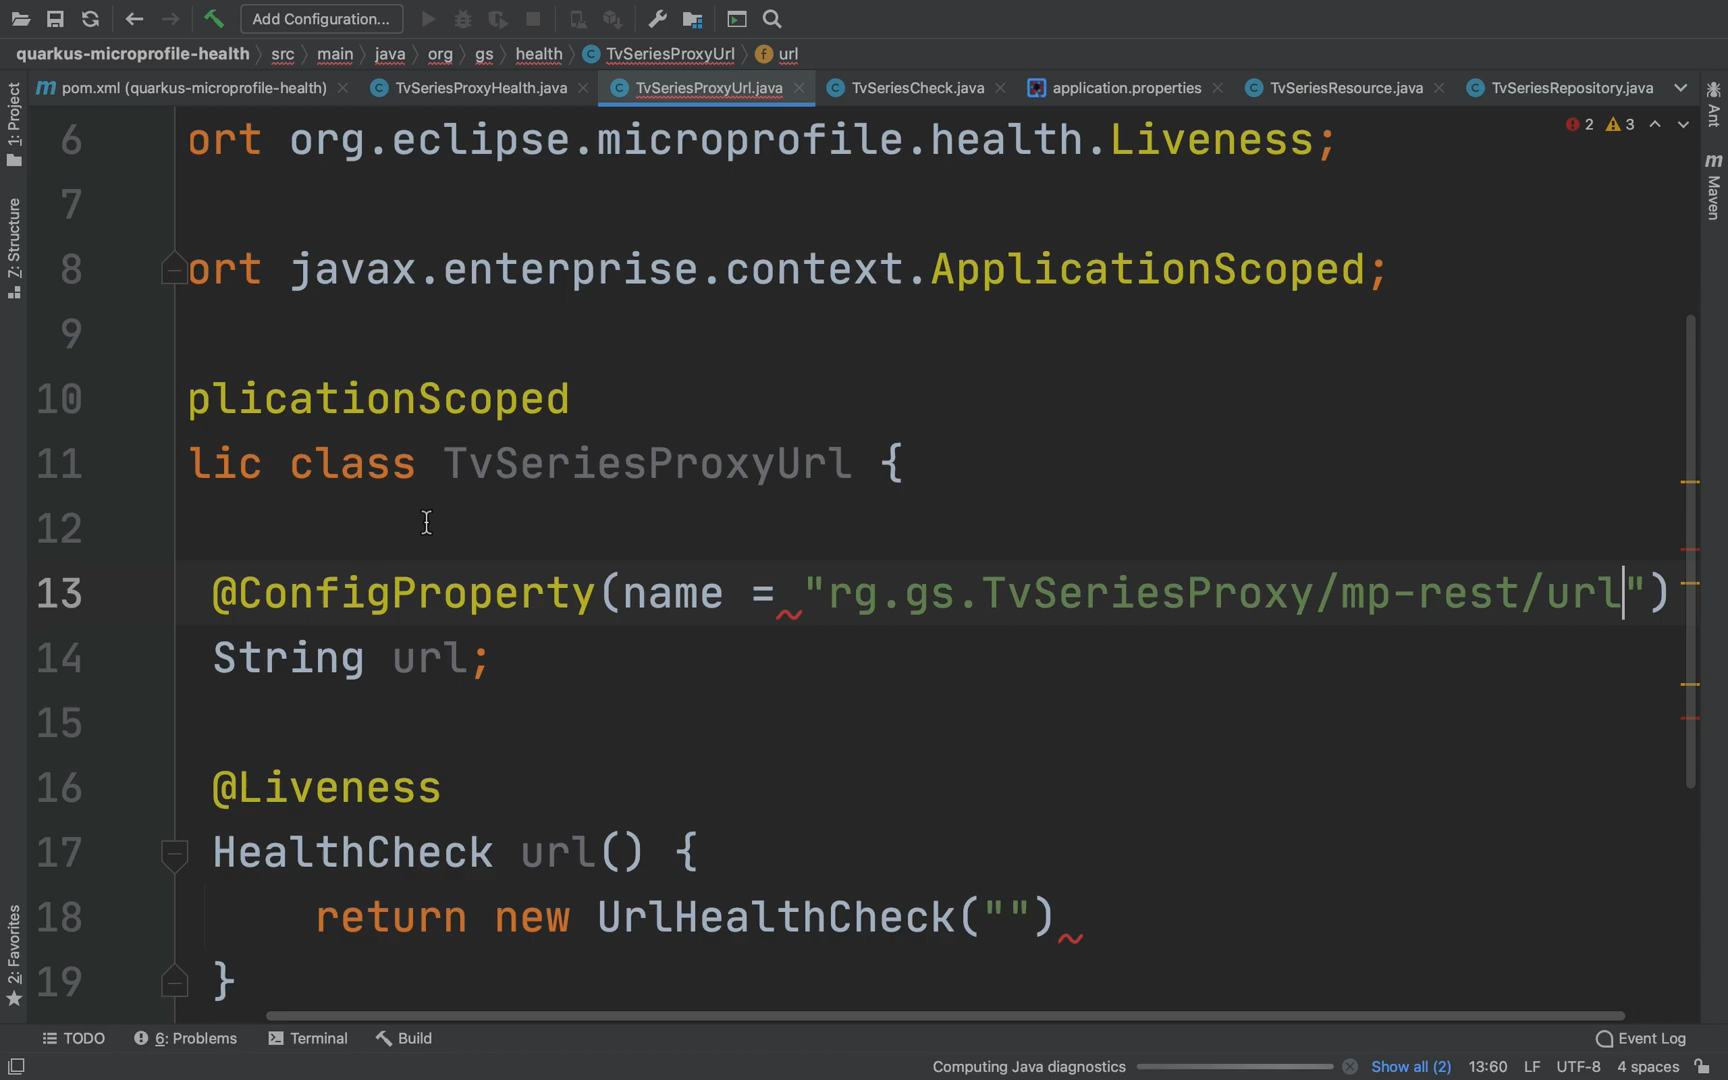 Add Configuration...
quarkus-microprofile-health src main java org gs health TvSeriesProxyUrl url
pom.xml (quarkus-microprofile-health) TvSeriesProxyHealth.java TvSeriesProxyUrl.java TvSeriesCheck.java application.properties TvSeriesResource.java TvSeriesRepository.java
1: Project
7: Structure
2: Favorites
Ant
Maven
2 3
6 ort org.eclipse.microprofile.health.Liveness;
7
8 ort javax.enterprise.context.ApplicationScoped;
9
10 plicationScoped
11 lic class TvSeriesProxyUrl {
12
13 @ConfigProperty(name = "rg.gs.TvSeriesProxy/mp-rest/url")
14 String url;
15
16 @Liveness
17 HealthCheck url() {
18 return new UrlHealthCheck("")
19 }
TODO 6: Problems Terminal Build Event Log
Computing Java diagnostics Show all (2) 13:60 LF UTF-8 4 spaces